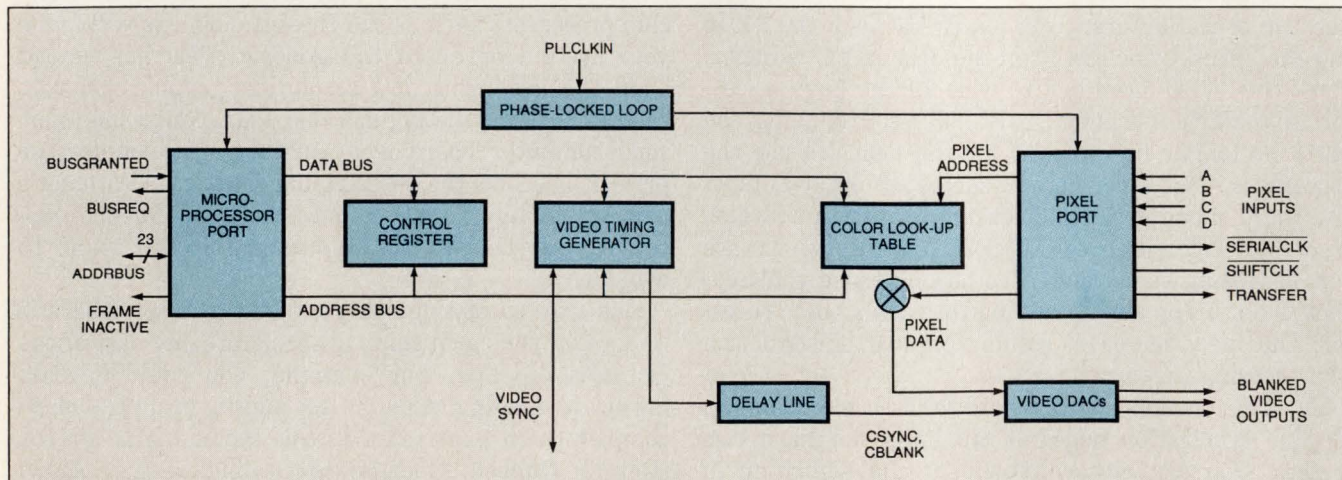 PLLCLKIN
PHASE-LOCKED LOOP
BUSGRANTED
BUSREQ
23
ADDRBUS
FRAME
INACTIVE
MICRO-
PROCESSOR
PORT
DATA BUS
CONTROL
REGISTER
VIDEO TIMING
GENERATOR
PIXEL
ADDRESS
COLOR LOOK-UP
TABLE
PIXEL
PORT
A
B
C
D
PIXEL
INPUTS
SERIALCLK
SHIFTCLK
TRANSFER
ADDRESS BUS
PIXEL
DATA
VIDEO
SYNC
DELAY LINE
CSYNC,
CBLANK
VIDEO DACs
BLANKED
VIDEO
OUTPUTS